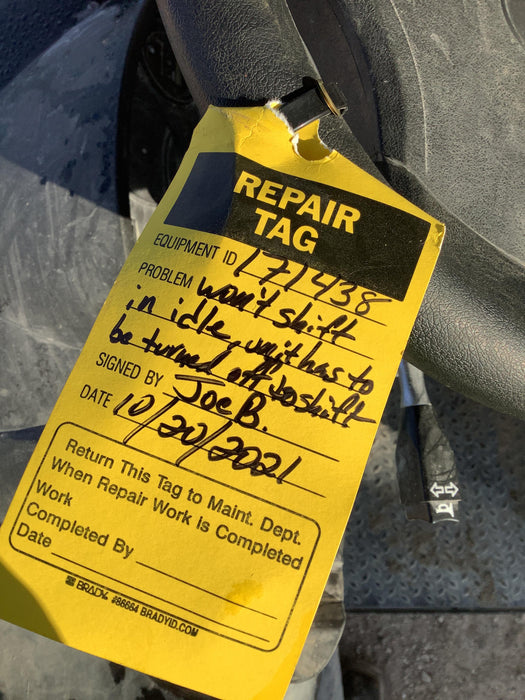 REPAIR
TAG
EQUIPMENT ID 171438
PROBLEM won't shift
in idle, unit has to
be turned off to shift
SIGNED BY Joe B.
DATE 10/20/2021
Return This Tag to Maint. Dept.
When Repair Work Is Completed
Work
Completed By
Date
BRADY. #86664 BRADYID.COM